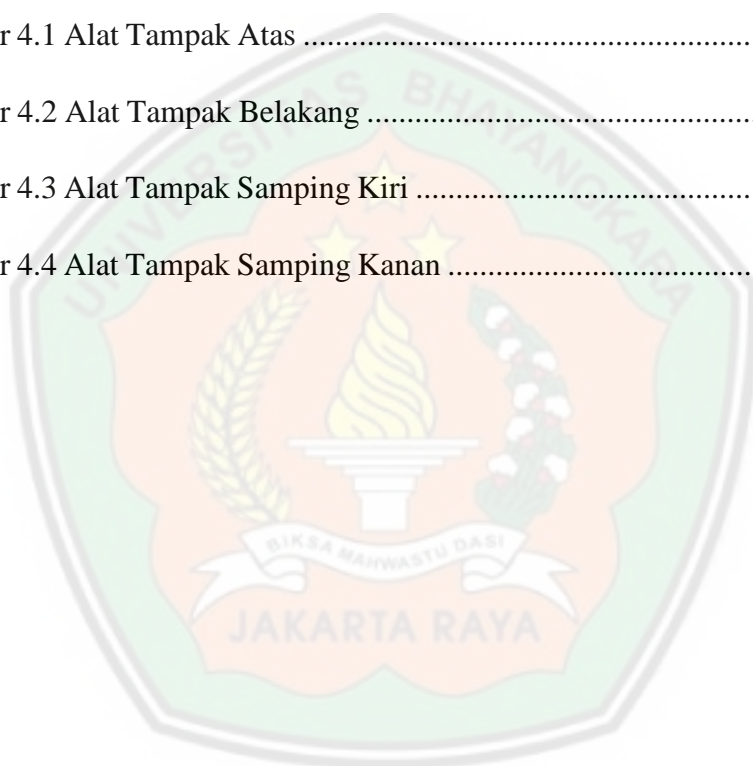 r 4.1 Alat Tampak Atas ........................................................
r 4.2 Alat Tampak Belakang ................................................
r 4.3 Alat Tampak Samping Kiri ..........................................
r 4.4 Alat Tampak Samping Kanan ......................................
UNIVERSITAS BHAYANGKARA
BIKSA MAHWASTU DASI
JAKARTA RAYA